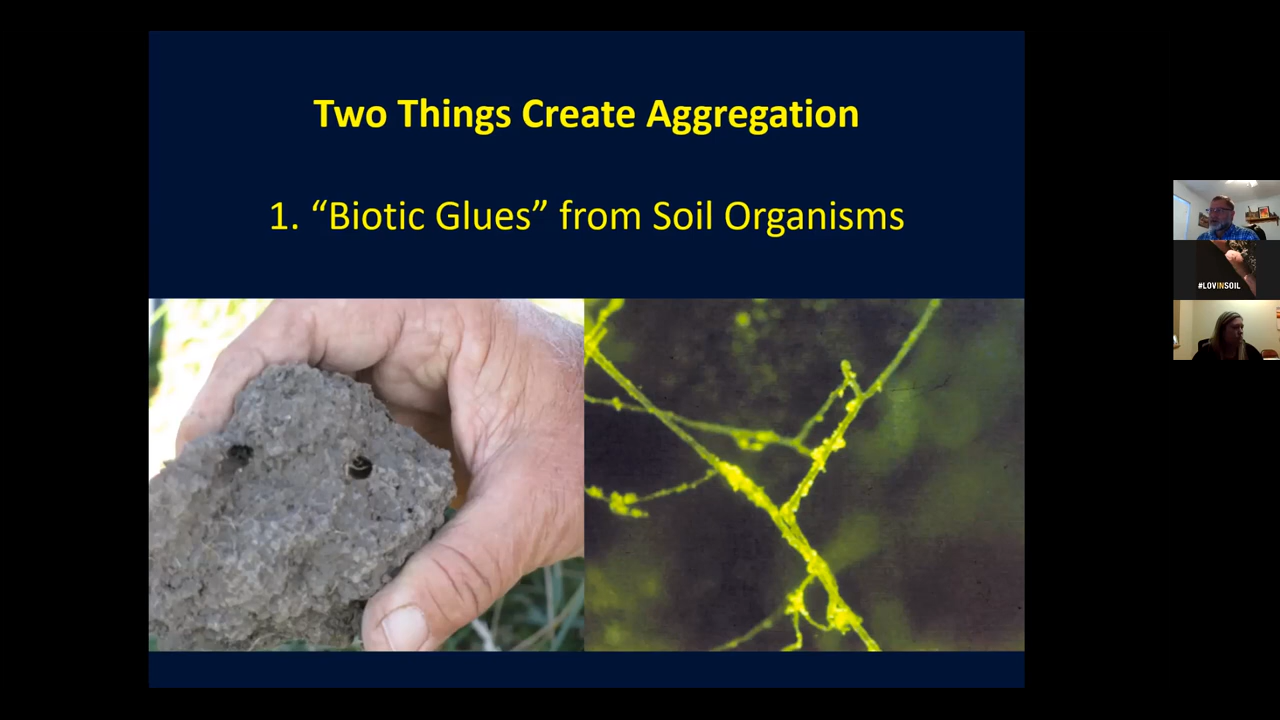 Two Things Create Aggregation
1. “Biotic Glues” from Soil Organisms
#LOVINSOIL